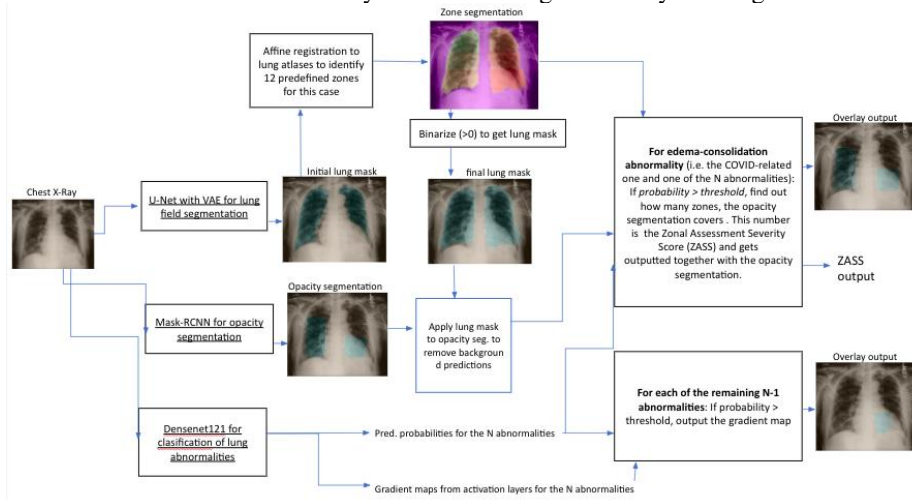 Zone segmentation
Affine registration to
lung atlases to identify
12 predefined zones
for this case
Binarize (>0) to get lung mask
Chest X-Ray
U-Net with VAE for lung
field segmentation
Initial lung mask
final lung mask
Mask-RCNN for opacity
segmentation
Opacity segmentation
Apply lung mask
to opacity seg. to
remove backgroun
d predictions
Densenet121 for
clasification of lung
abnormalities
Pred. probabilities for the N abnormalities
Gradient maps from activation layers for the N abnormalities
For edema-consolidation
abnormality (i.e. the COVID-related
one and one of the N abnormalities):
If probability > threshold, find out
how many zones, the opacity
segmentation covers . This number
is the Zonal Assessment Severity
Score (ZASS) and gets
outputted together with the opacity
segmentation.
Overlay output
ZASS
output
For each of the remaining N-1
abnormalities: If probability >
threshold, output the gradient map
Overlay output